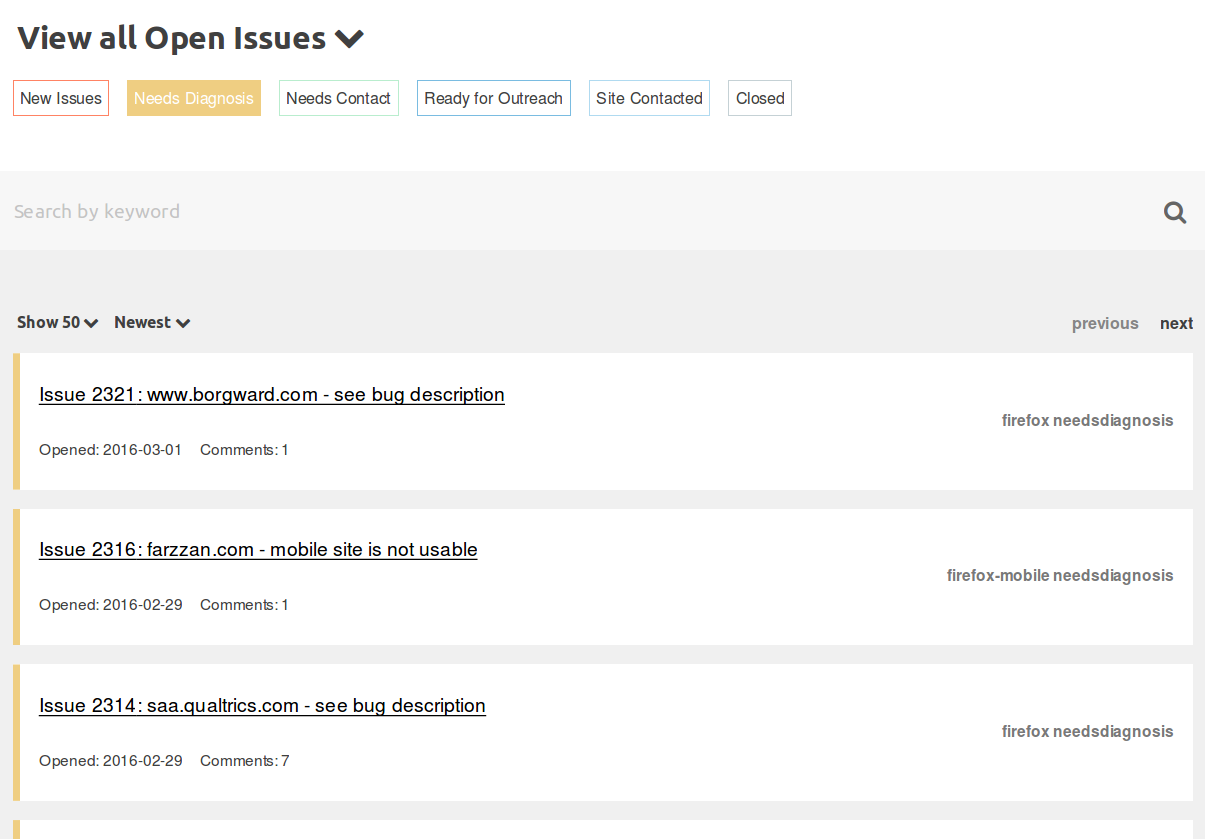 View all Open Issues
New Issues Needs Diagnosis Needs Contact Ready for Outreach Site Contacted Closed
Search by keyword
Show 50 Newest previous next
Issue 2321: www.borgward.com - see bug description
firefox needsdiagnosis
Opened: 2016-03-01 Comments: 1
Issue 2316: farzzan.com - mobile site is not usable
firefox-mobile needsdiagnosis
Opened: 2016-02-29 Comments: 1
Issue 2314: saa.qualtrics.com - see bug description
firefox needsdiagnosis
Opened: 2016-02-29 Comments: 7